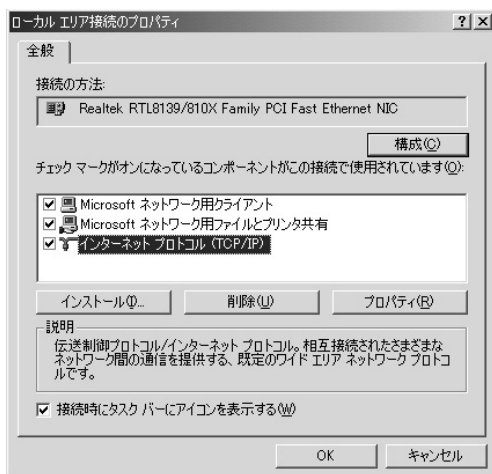 ローカル エリア接続のプロパティ
全般
接続の方法:
Realtek RTL8139/810X Family PCI Fast Ethernet NIC
構成(C)
チェック マークがオンになっているコンポーネントがこの接続で使用されています(O):
Microsoft ネットワーク用クライアント
Microsoft ネットワーク用ファイルとプリンタ共有
インターネット プロトコル (TCP/IP)
インストール(I)...
削除(U)
プロパティ(R)
説明
伝送制御プロトコル/インターネット プロトコル。相互接続されたさまざまな
ネットワーク間の通信を提供する、既定のワイド エリア ネットワーク プロトコ
ルです。
接続時にタスク バーにアイコンを表示する(W)
OK
キャンセル